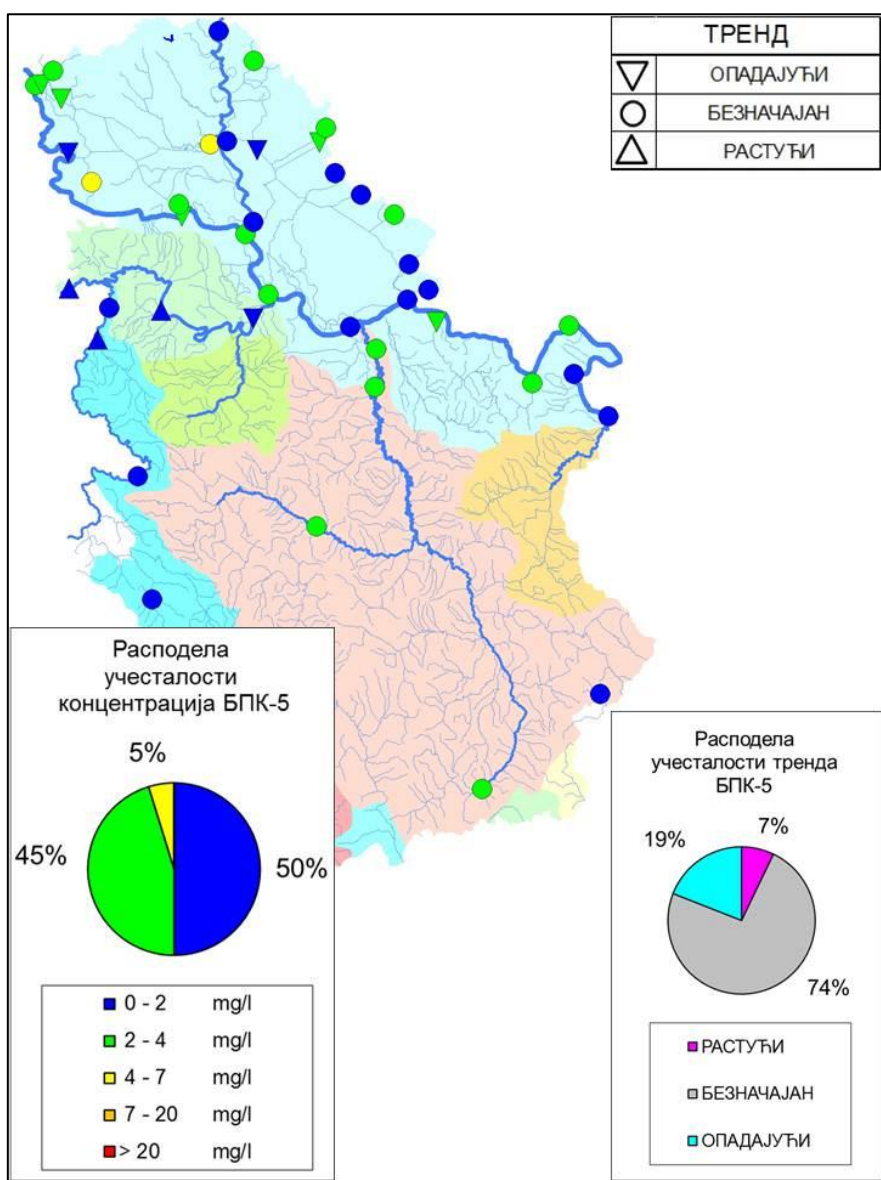 ТРЕНД
ОПАДАЈУЋИ
БЕЗНАЧАЈАН
РАСТУЋИ
Расподела
учесталости
концентрација БПК-5
5%
45%
50%
0 - 2 mg/l
2 - 4 mg/l
4 - 7 mg/l
7 - 20 mg/l
> 20 mg/l
Расподела
учесталости тренда
БПК-5
7%
19%
74%
РАСТУЋИ
БЕЗНАЧАЈАН
ОПАДАЈУЋИ